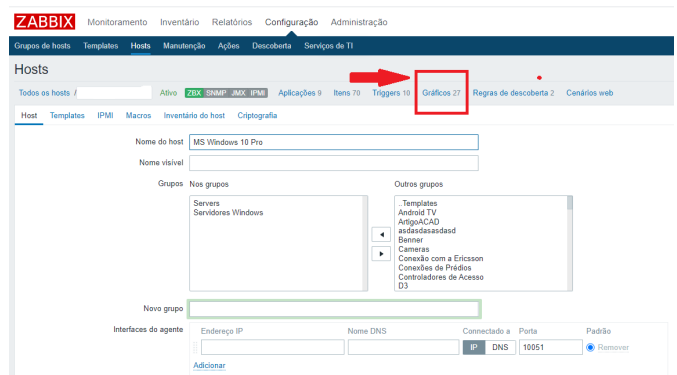 ZABBIX Monitoramento Inventário Relatórios Configuração Administração
Grupos de hosts Templates Hosts Manutenção Ações Descoberta Serviços de TI
Hosts
Todos os hosts / Ativo ZBX SNMP JMX IPMI Aplicações 9 Itens 70 Triggers 10 Gráficos 27 Regras de descoberta 2 Cenários web
Host Templates IPMI Macros Inventário do host Criptografia
Nome do host MS Windows 10 Pro
Nome visível
Grupos Nos grupos Outros grupos
Servers
Servidores Windows
..Templates
Android TV
ArtigoACAD
asdasdasasdasd
Benner
Cameras
Conexão com a Ericsson
Conexões de Prédios
Controladores de Acesso
D3
Novo grupo
Interfaces do agente Endereço IP Nome DNS Connectado a Porta Padrão
IP DNS 10051 Remover
Adicionar